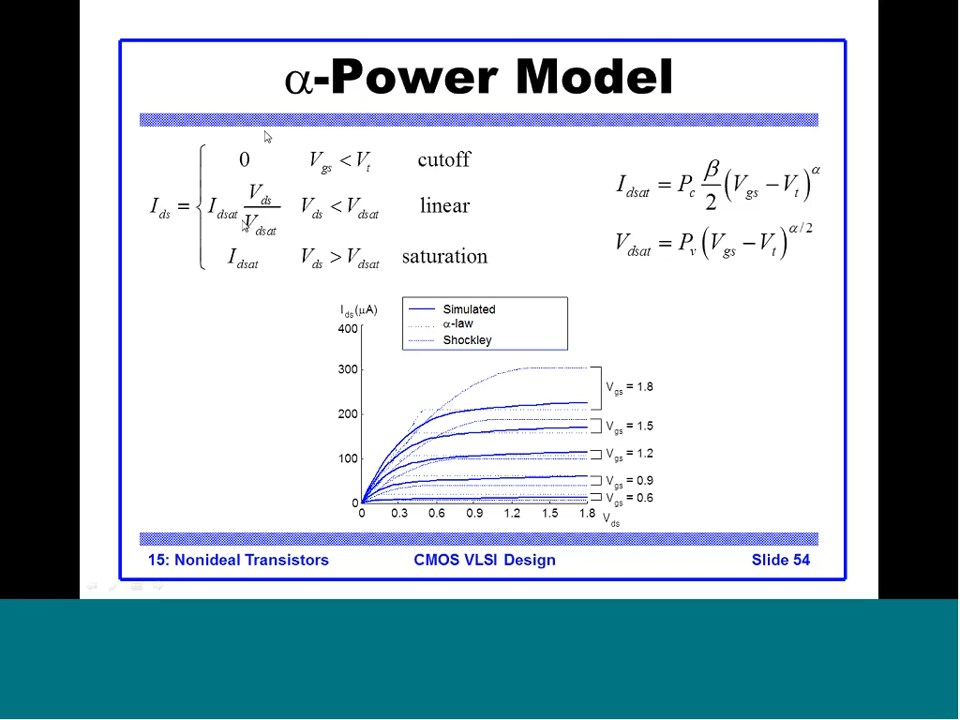 α-Power Model
0 V_gs < V_t cutoff
I_ds = I_dsat V_ds / V_dsat V_ds < V_dsat linear
I_dsat V_ds > V_dsat saturation
I_dsat = P_c β/2 (V_gs − V_t)^α
V_dsat = P_v (V_gs − V_t)^α/2
I_ds (μA)
Simulated
α-law
Shockley
400
300
200
100
0
V_gs = 1.8
V_gs = 1.5
V_gs = 1.2
V_gs = 0.9
V_gs = 0.6
0 0.3 0.6 0.9 1.2 1.5 1.8
V_ds
15: Nonideal Transistors CMOS VLSI Design Slide 54